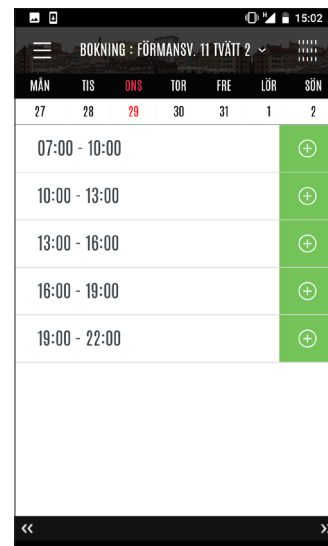 H 15:02
BOKNING : FÖRMANSV. 11 TVÄTT 2
MÅN TIS ONS TOR FRE LÖR SÖN
27 28 29 30 31 1 2
07:00 - 10:00
10:00 - 13:00
13:00 - 16:00
16:00 - 19:00
19:00 - 22:00